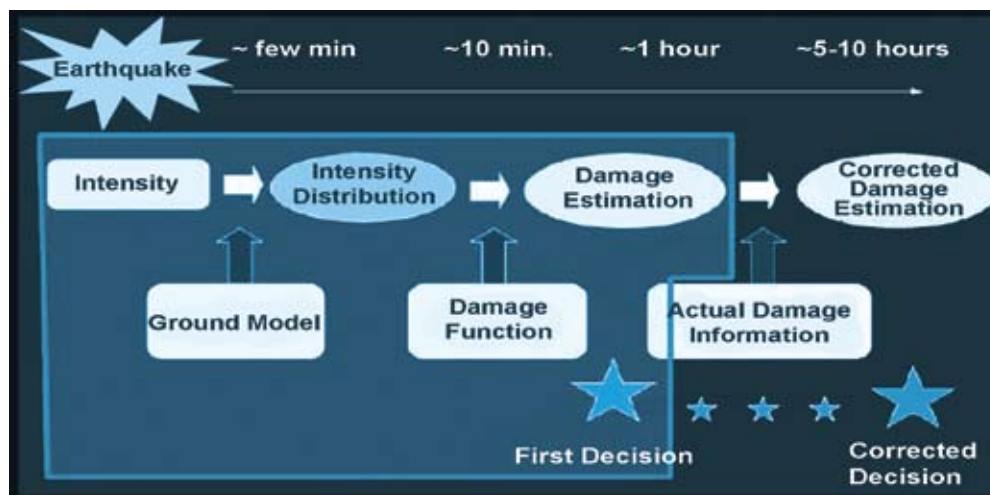 Earthquake
~ few min
~10 min.
~1 hour
~5-10 hours
Intensity
Intensity
Distribution
Damage
Estimation
Corrected
Damage
Estimation
Ground Model
Damage
Function
Actual Damage
Information
First Decision
Corrected
Decision